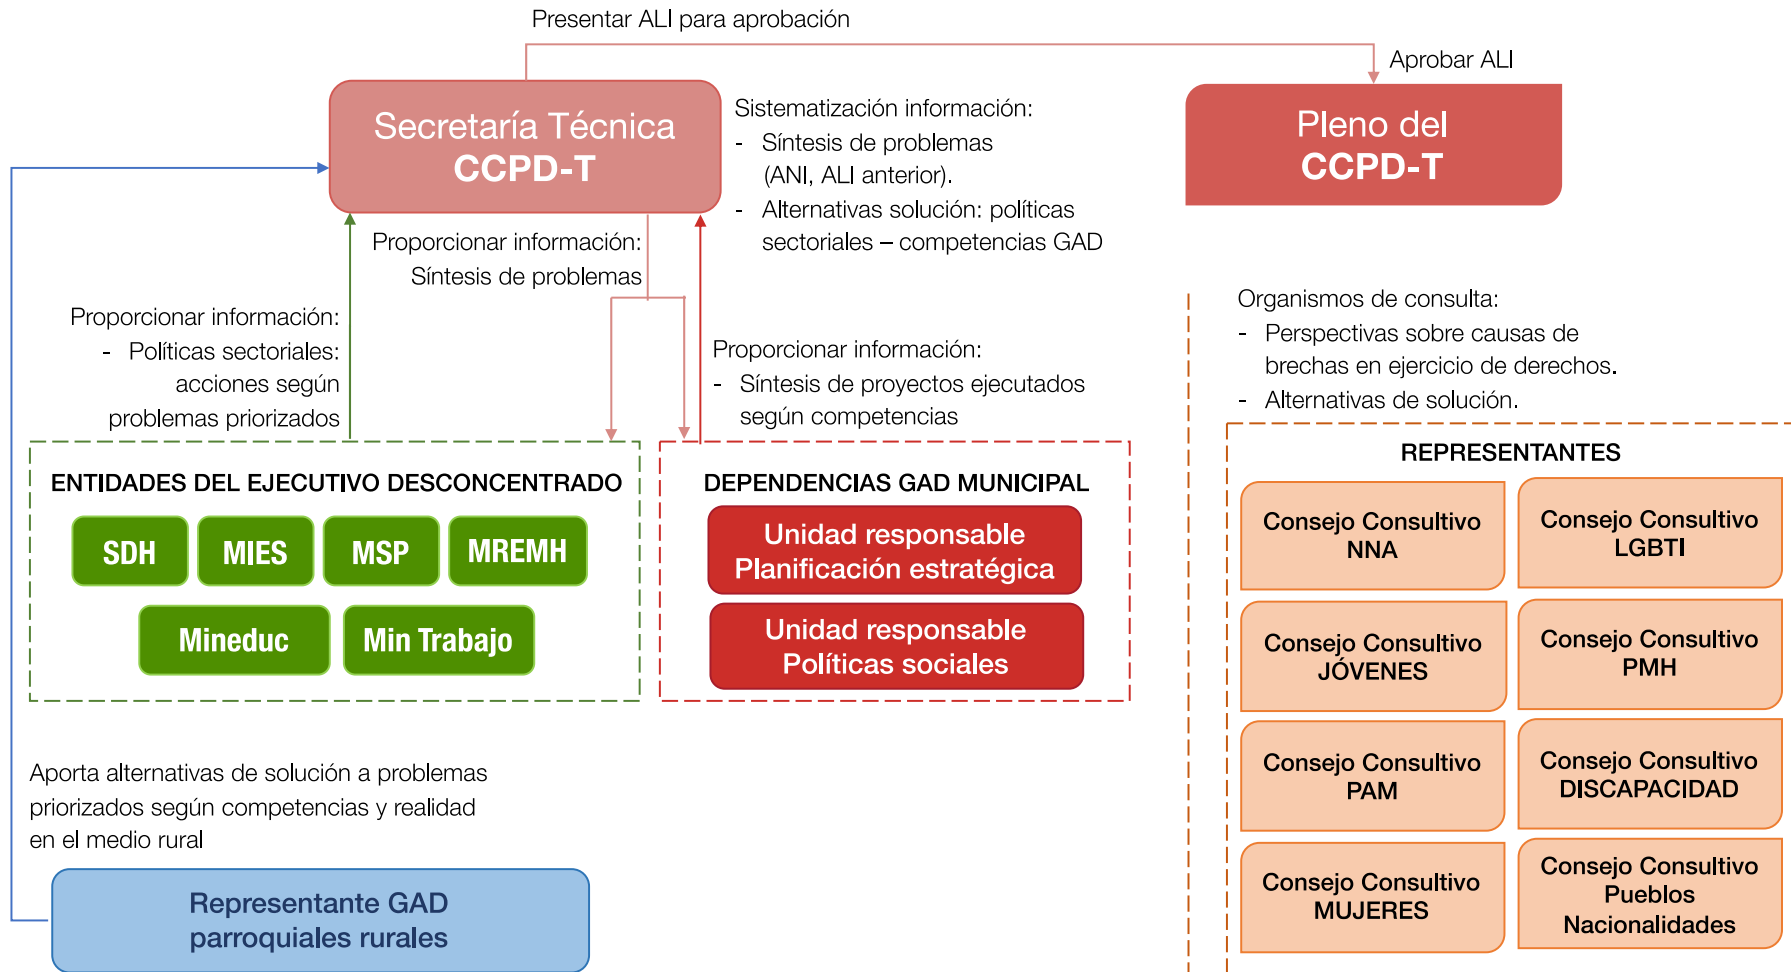 Presentar ALI para aprobación
Aprobar ALI
Secretaría Técnica
CCPD-T
Sistematización información:
- Síntesis de problemas
(ANI, ALI anterior).
- Alternativas solución: políticas
sectoriales – competencias GAD
Pleno del
CCPD-T
Proporcionar información:
Síntesis de problemas
Proporcionar información:
- Políticas sectoriales:
acciones según
problemas priorizados
Proporcionar información:
- Síntesis de proyectos ejecutados
según competencias
Organismos de consulta:
- Perspectivas sobre causas de
brechas en ejercicio de derechos.
- Alternativas de solución.
ENTIDADES DEL EJECUTIVO DESCONCENTRADO
SDH
MIES
MSP
MREMH
Mineduc
Min Trabajo
DEPENDENCIAS GAD MUNICIPAL
Unidad responsable
Planificación estratégica
Unidad responsable
Políticas sociales
REPRESENTANTES
Consejo Consultivo
NNA
Consejo Consultivo
LGBTI
Consejo Consultivo
JÓVENES
Consejo Consultivo
PMH
Consejo Consultivo
PAM
Consejo Consultivo
DISCAPACIDAD
Consejo Consultivo
MUJERES
Consejo Consultivo
Pueblos
Nacionalidades
Aporta alternativas de solución a problemas
priorizados según competencias y realidad
en el medio rural
Representante GAD
parroquiales rurales